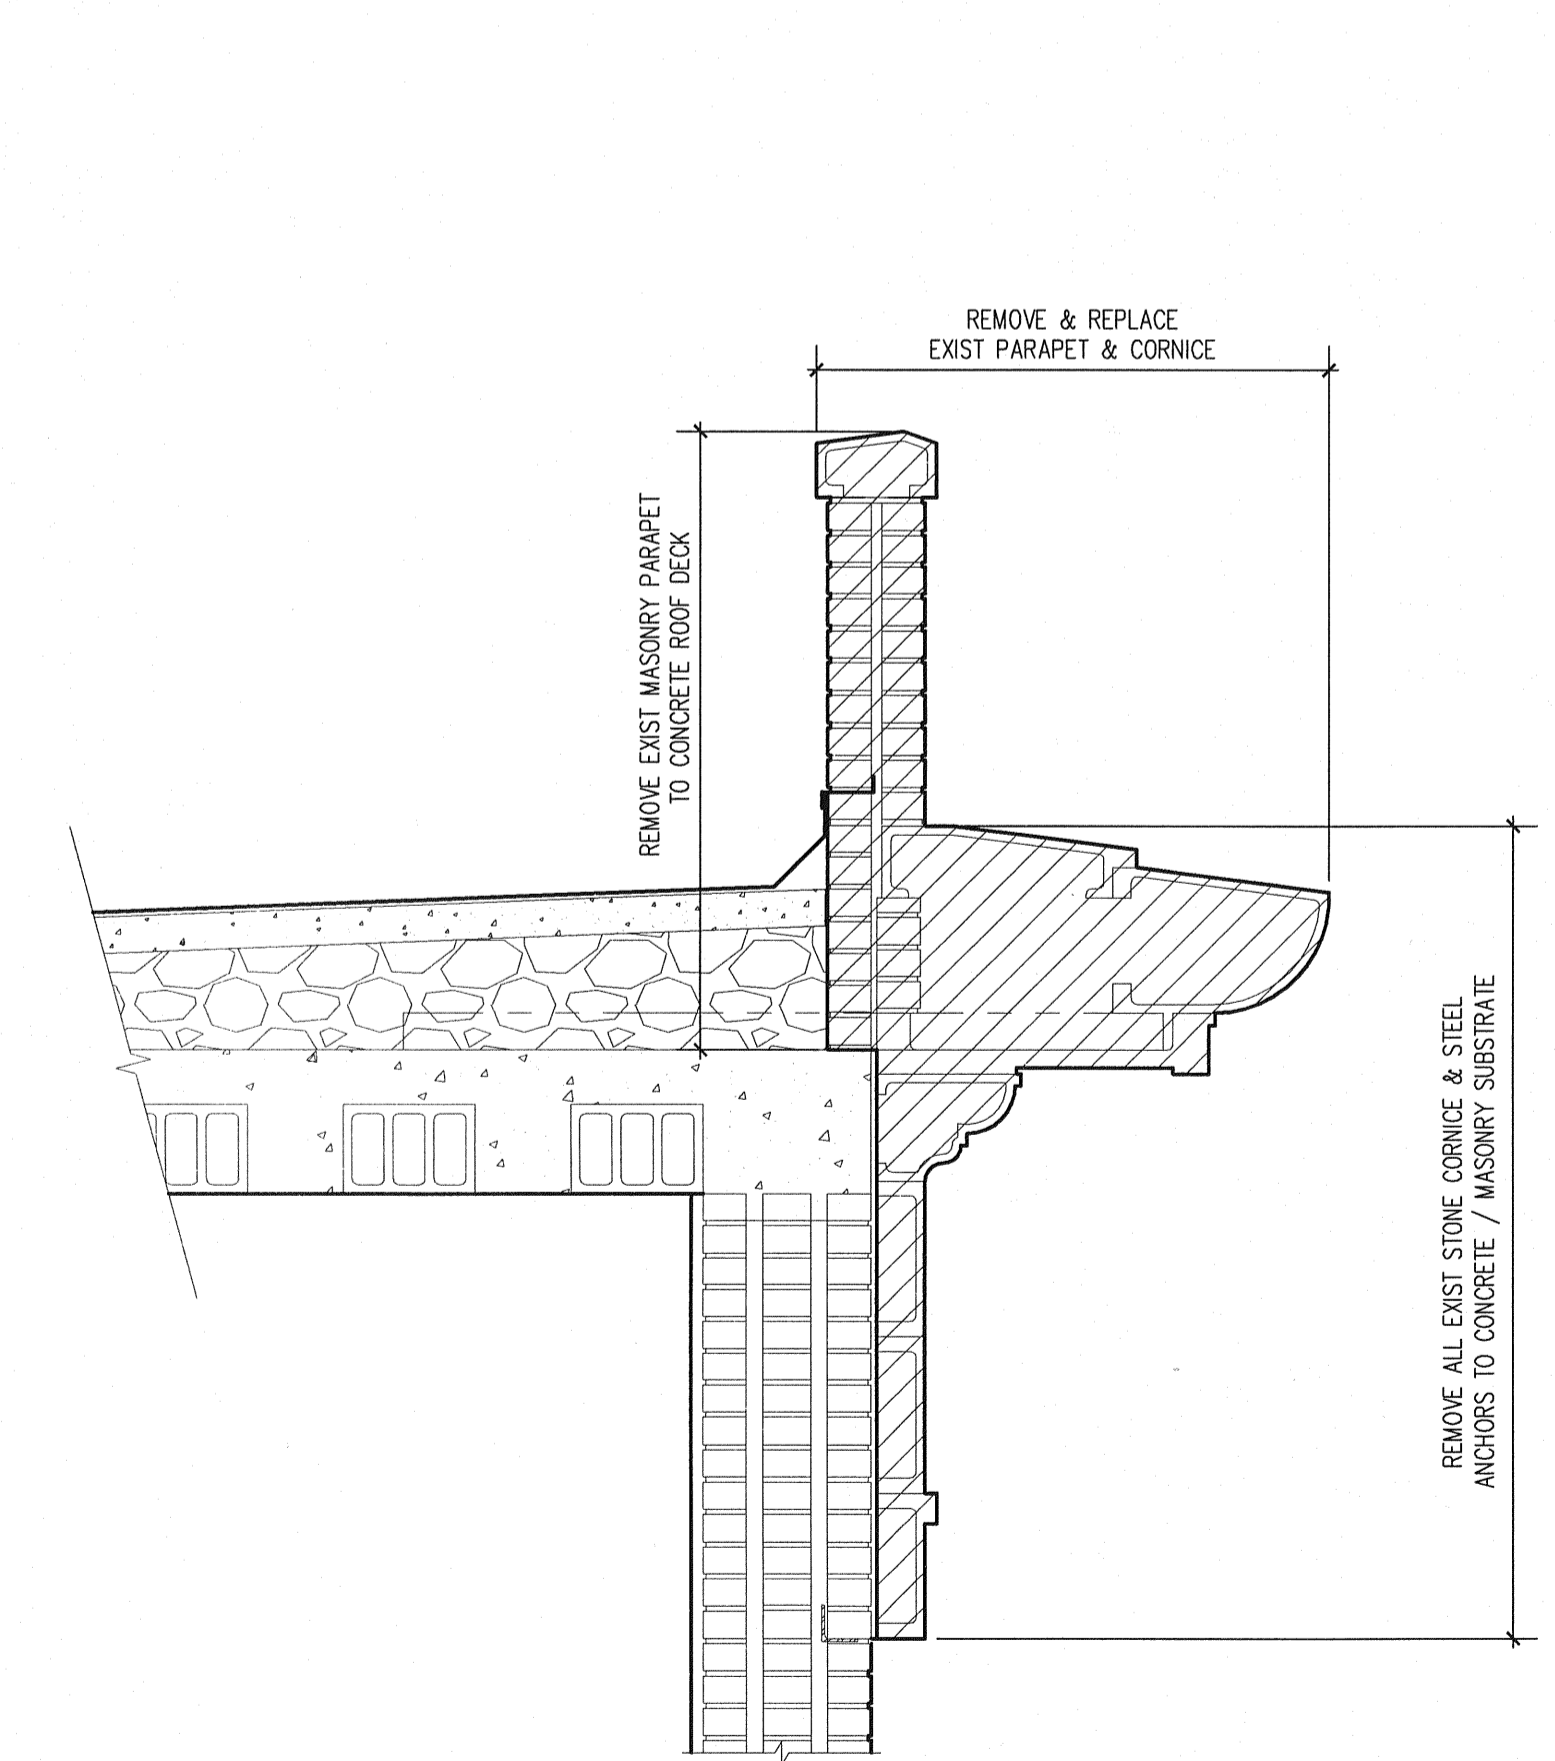 REMOVE & REPLACE
EXIST PARAPET & CORNICE
REMOVE EXIST MASONRY PARAPET
TO CONCRETE ROOF DECK
REMOVE ALL EXIST STONE CORNICE & STEEL
ANCHORS TO CONCRETE / MASONRY SUBSTRATE